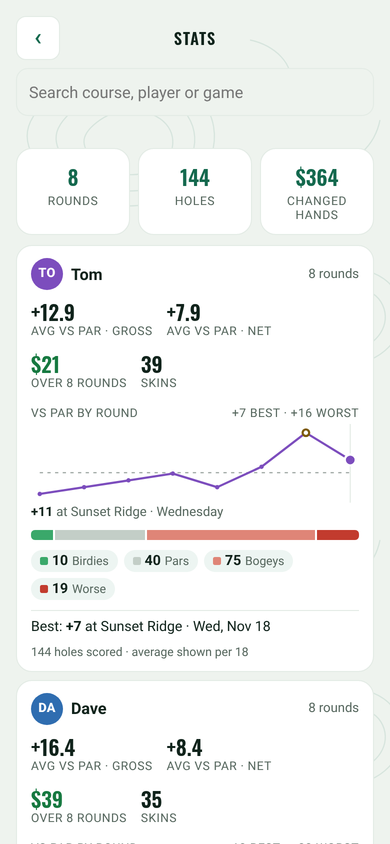 STATS
Search course, player or game
8
ROUNDS
144
HOLES
$364
CHANGED
HANDS
TO
Tom
8 rounds
+12.9
AVG VS PAR · GROSS
+7.9
AVG VS PAR · NET
$21
OVER 8 ROUNDS
39
SKINS
VS PAR BY ROUND
+7 BEST · +16 WORST
+11 at Sunset Ridge · Wednesday
10 Birdies
40 Pars
75 Bogeys
19 Worse
Best: +7 at Sunset Ridge · Wed, Nov 18
144 holes scored · average shown per 18
DA
Dave
8 rounds
+16.4
AVG VS PAR · GROSS
+8.4
AVG VS PAR · NET
$39
OVER 8 ROUNDS
35
SKINS